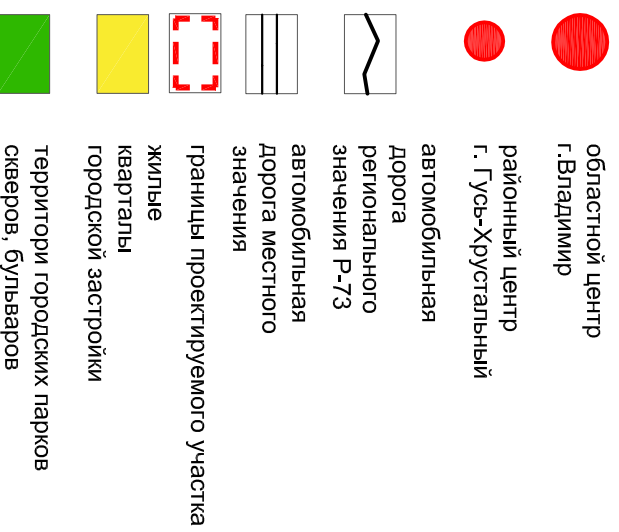 областной центр
г.Владимир
районный центр
г. Гусь-Хрустальный
автомобильная
дорога
регионального
значения Р-73
автомобильная
дорога местного
значения
границы проектируемого участка
жилые
кварталы
городской застройки
территори городских парков
скверов, бульваров